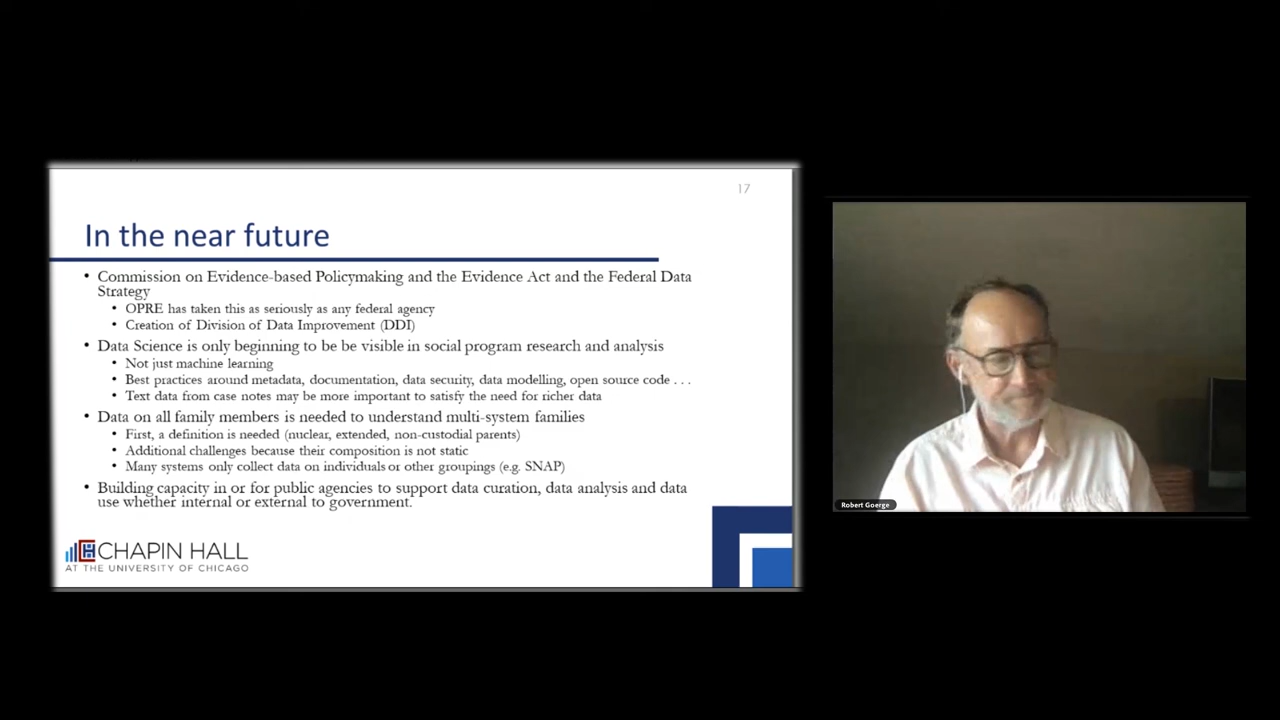 17
In the near future
• Commission on Evidence-based Policymaking and the Evidence Act and the Federal Data
Strategy
• OPRE has taken this as seriously as any federal agency
• Creation of Division of Data Improvement (DDI)
• Data Science is only beginning to be be visible in social program research and analysis
• Not just machine learning
• Best practices around metadata, documentation, data security, data modelling, open source code . . .
• Text data from case notes may be more important to satisfy the need for richer data
• Data on all family members is needed to understand multi-system families
• First, a definition is needed (nuclear, extended, non-custodial parents)
• Additional challenges because their composition is not static
• Many systems only collect data on individuals or other groupings (e.g. SNAP)
• Building capacity in or for public agencies to support data curation, data analysis and data
use whether internal or external to government.
CHAPIN HALL
AT THE UNIVERSITY OF CHICAGO
Robert Goerge